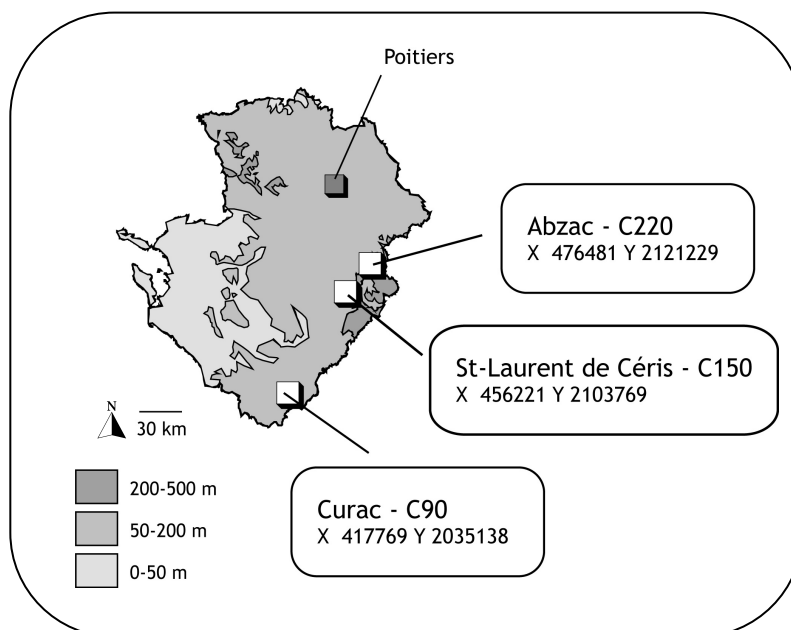 Poitiers
Abzac - C220
X 476481 Y 2121229
St-Laurent de Céris - C150
X 456221 Y 2103769
N
30 km
Curac - C90
X 417769 Y 2035138
200-500 m
50-200 m
0-50 m